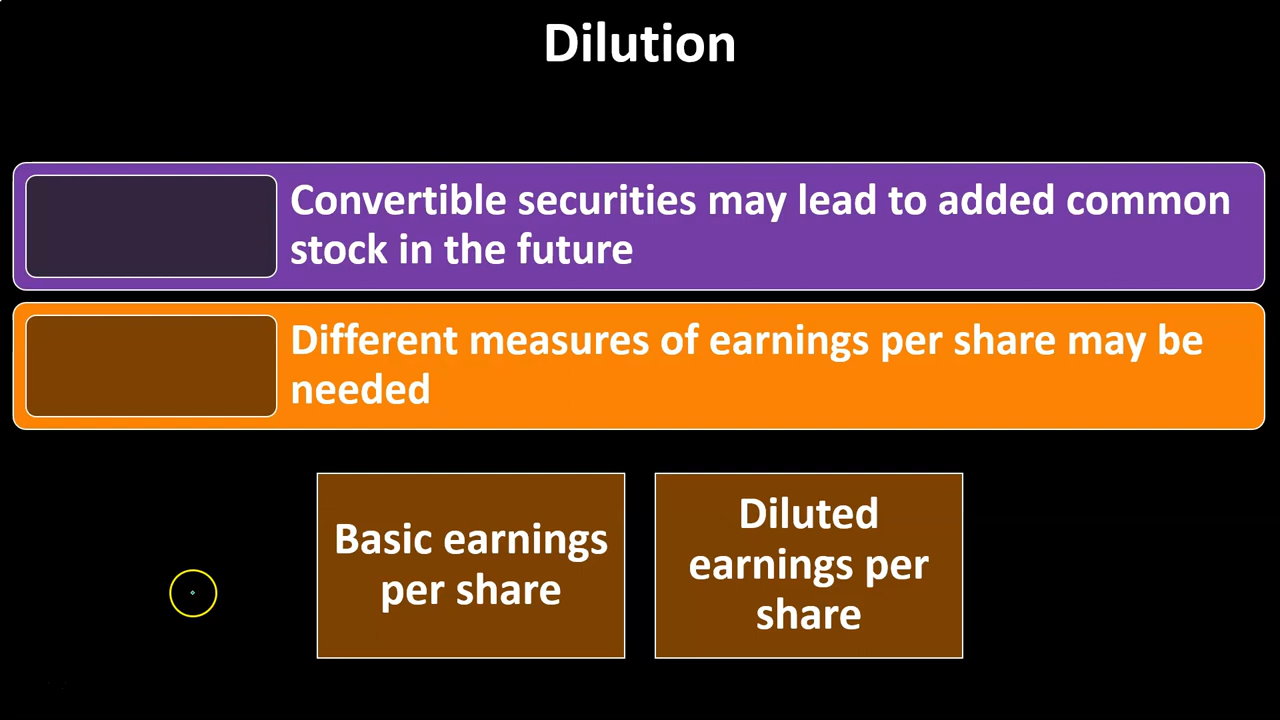 Dilution
Convertible securities may lead to added common
stock in the future
Different measures of earnings per share may be
needed
Basic earnings
per share
Diluted
earnings per
share